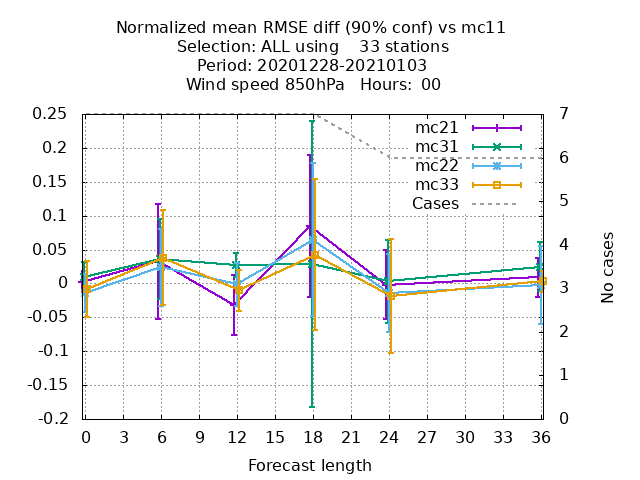 Normalized mean RMSE diff (90% conf) vs mc11
Selection: ALL using    33 stations
Period: 20201228-20210103
Wind speed 850hPa   Hours:  00
0.25
0.2
0.15
0.1
0.05
0
-0.05
-0.1
-0.15
-0.2
7
6
5
4
3
2
1
0
mc21
mc31
mc22
mc33
Cases
No cases
0 3 6 9 12 15 18 21 24 27 30 33 36
Forecast length